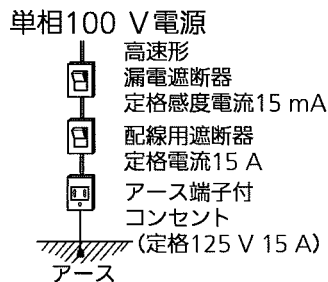 単相100 V電源
高速形
漏電遮断器
定格感度電流15 mA
配線用遮断器
定格電流15 A
アース端子付
コンセント
(定格125 V 15 A)
アース